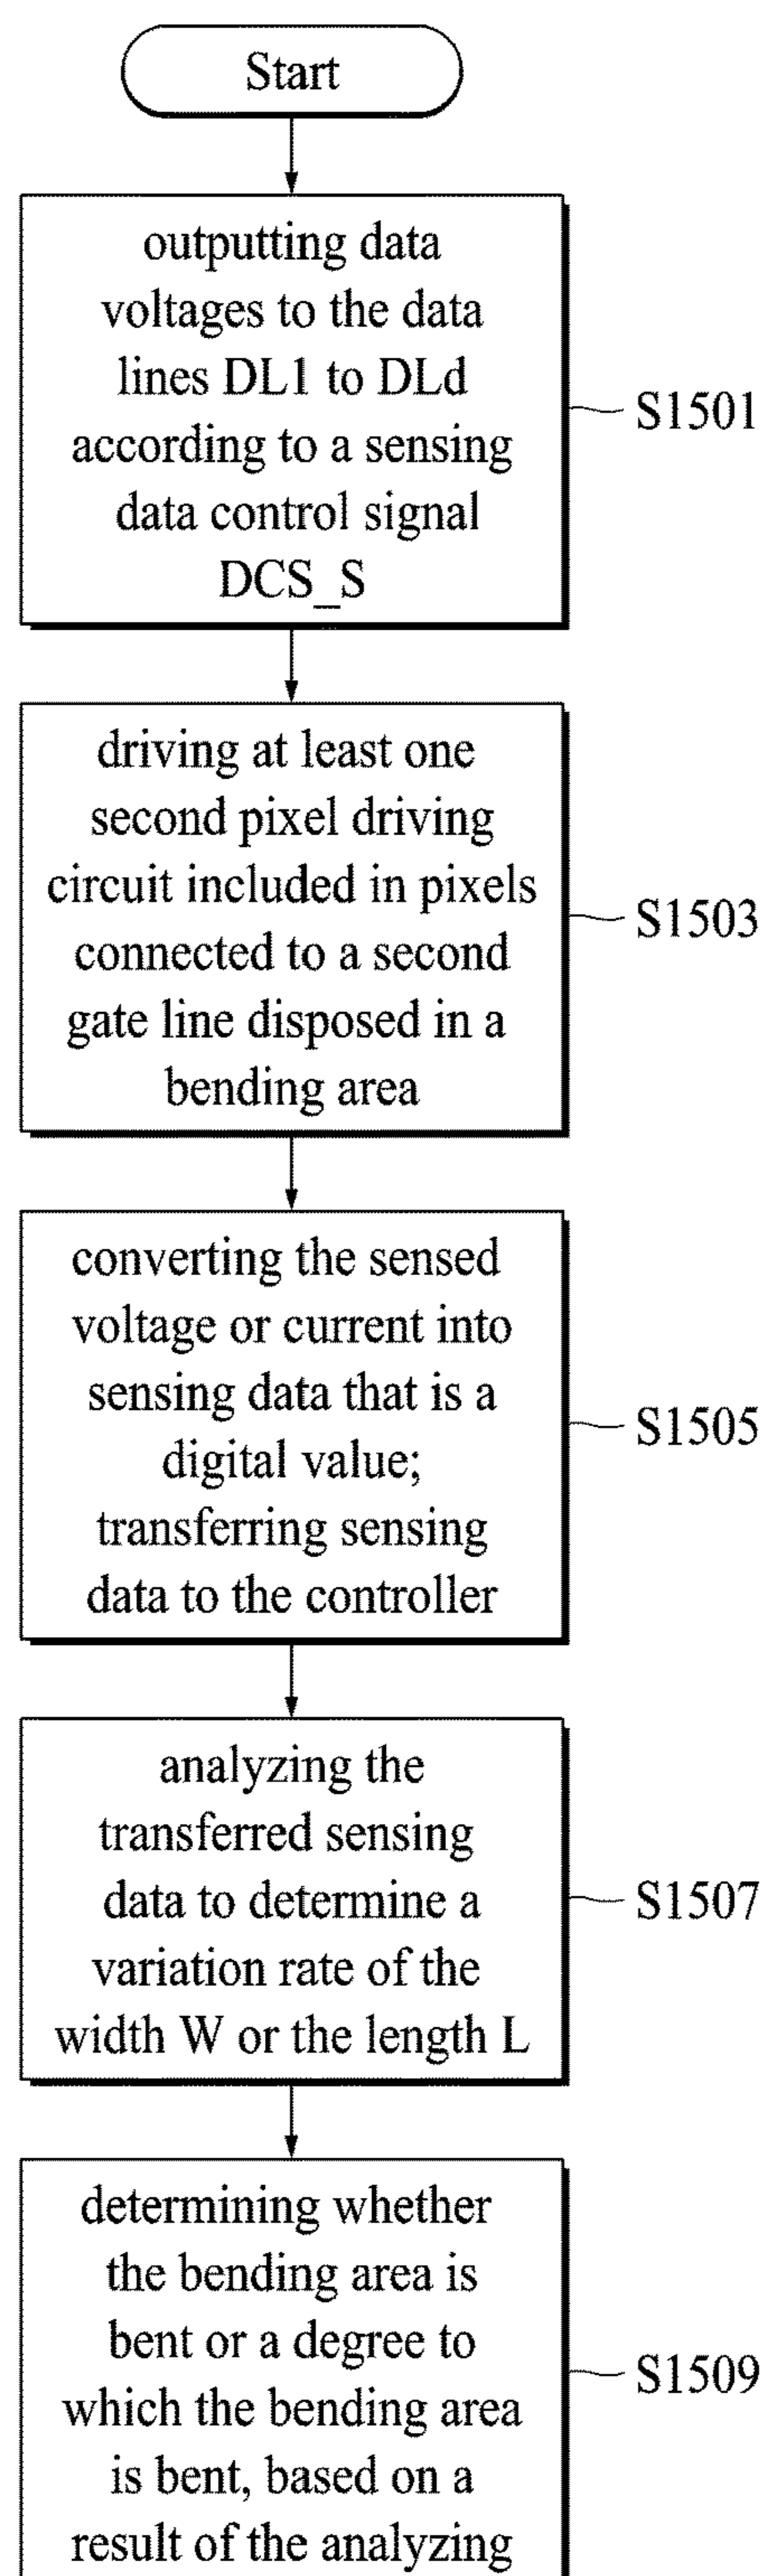 Start
outputting data
voltages to the data
lines DL1 to DLd
according to a sensing
data control signal
DCS_S
S1501
driving at least one
second pixel driving
circuit included in pixels
connected to a second
gate line disposed in a
bending area
S1503
converting the sensed
voltage or current into
sensing data that is a
digital value;
transferring sensing
data to the controller
S1505
analyzing the
transferred sensing
data to determine a
variation rate of the
width W or the length L
S1507
determining whether
the bending area is
bent or a degree to
which the bending area
is bent, based on a
result of the analyzing
S1509